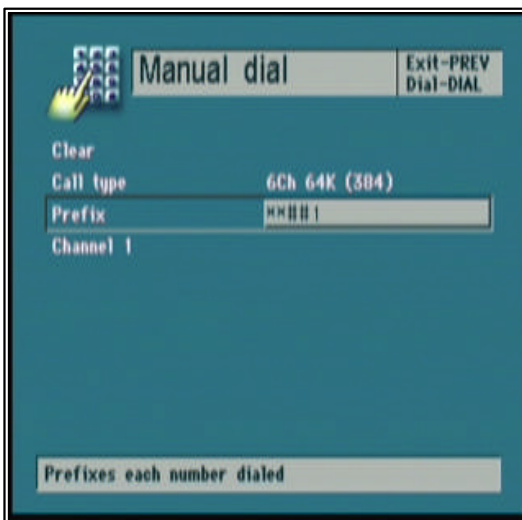 Manual dial
Exit-PREV
Dial-DIAL
Clear
Call type 6Ch 64K (384)
Prefix **##1
Channel 1
Prefixes each number dialed